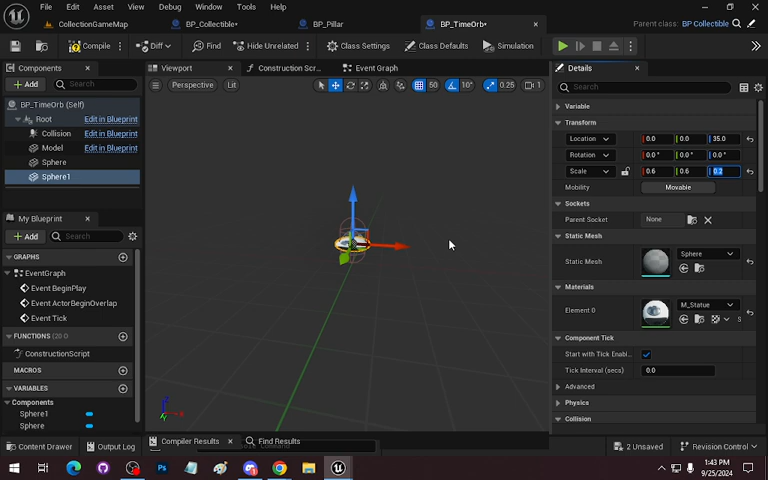 File Edit Asset View Debug Window Tools Help
CollectionGameMap BP_Collectible* BP_Pillar BP_TimeOrb* Parent class: BP Collectible
Compile Diff Find Hide Unrelated Class Settings Class Defaults Simulation
Components Viewport Construction Scr... Event Graph Details
Add Search Perspective Lit 50 10° 0.25 1 Search
BP_TimeOrb (Self)
Root Edit in Blueprint
Collision Edit in Blueprint
Model Edit in Blueprint
Sphere
Sphere1
Variable
Transform
Location 0.0 0.0 35.0
Rotation 0.0 ° 0.0 ° 0.0 °
Scale 0.6 0.6 0.2
Mobility Movable
Sockets
Parent Socket None
Static Mesh
Static Mesh Sphere
Materials
Element 0 M_Statue
Component Tick
Start with Tick Enabl...
Tick Interval (secs) 0.0
Advanced
Physics
Collision
My Blueprint
Add Search
GRAPHS
EventGraph
Event BeginPlay
Event ActorBeginOverlap
Event Tick
FUNCTIONS (20 O
ConstructionScript
MACROS
VARIABLES
Components
Sphere1
Sphere
Compiler Results Find Results
Content Drawer Output Log 2 Unsaved Revision Control
1:43 PM
9/25/2024